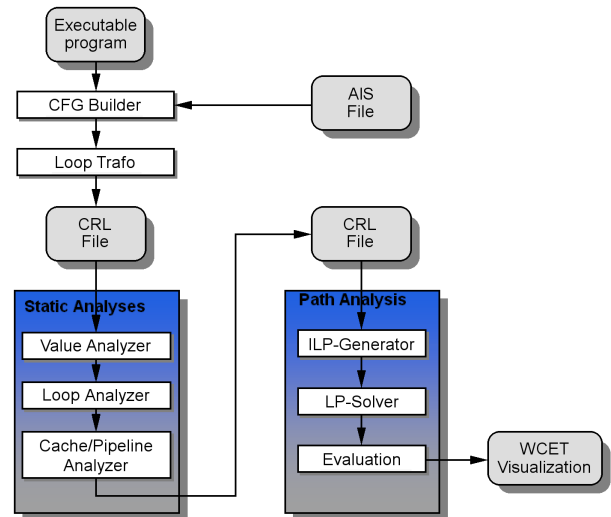 Executable
program
CFG Builder
AIS
File
Loop Trafo
CRL
File
CRL
File
Static Analyses
Value Analyzer
Loop Analyzer
Cache/Pipeline
Analyzer
Path Analysis
ILP-Generator
LP-Solver
Evaluation
WCET
Visualization